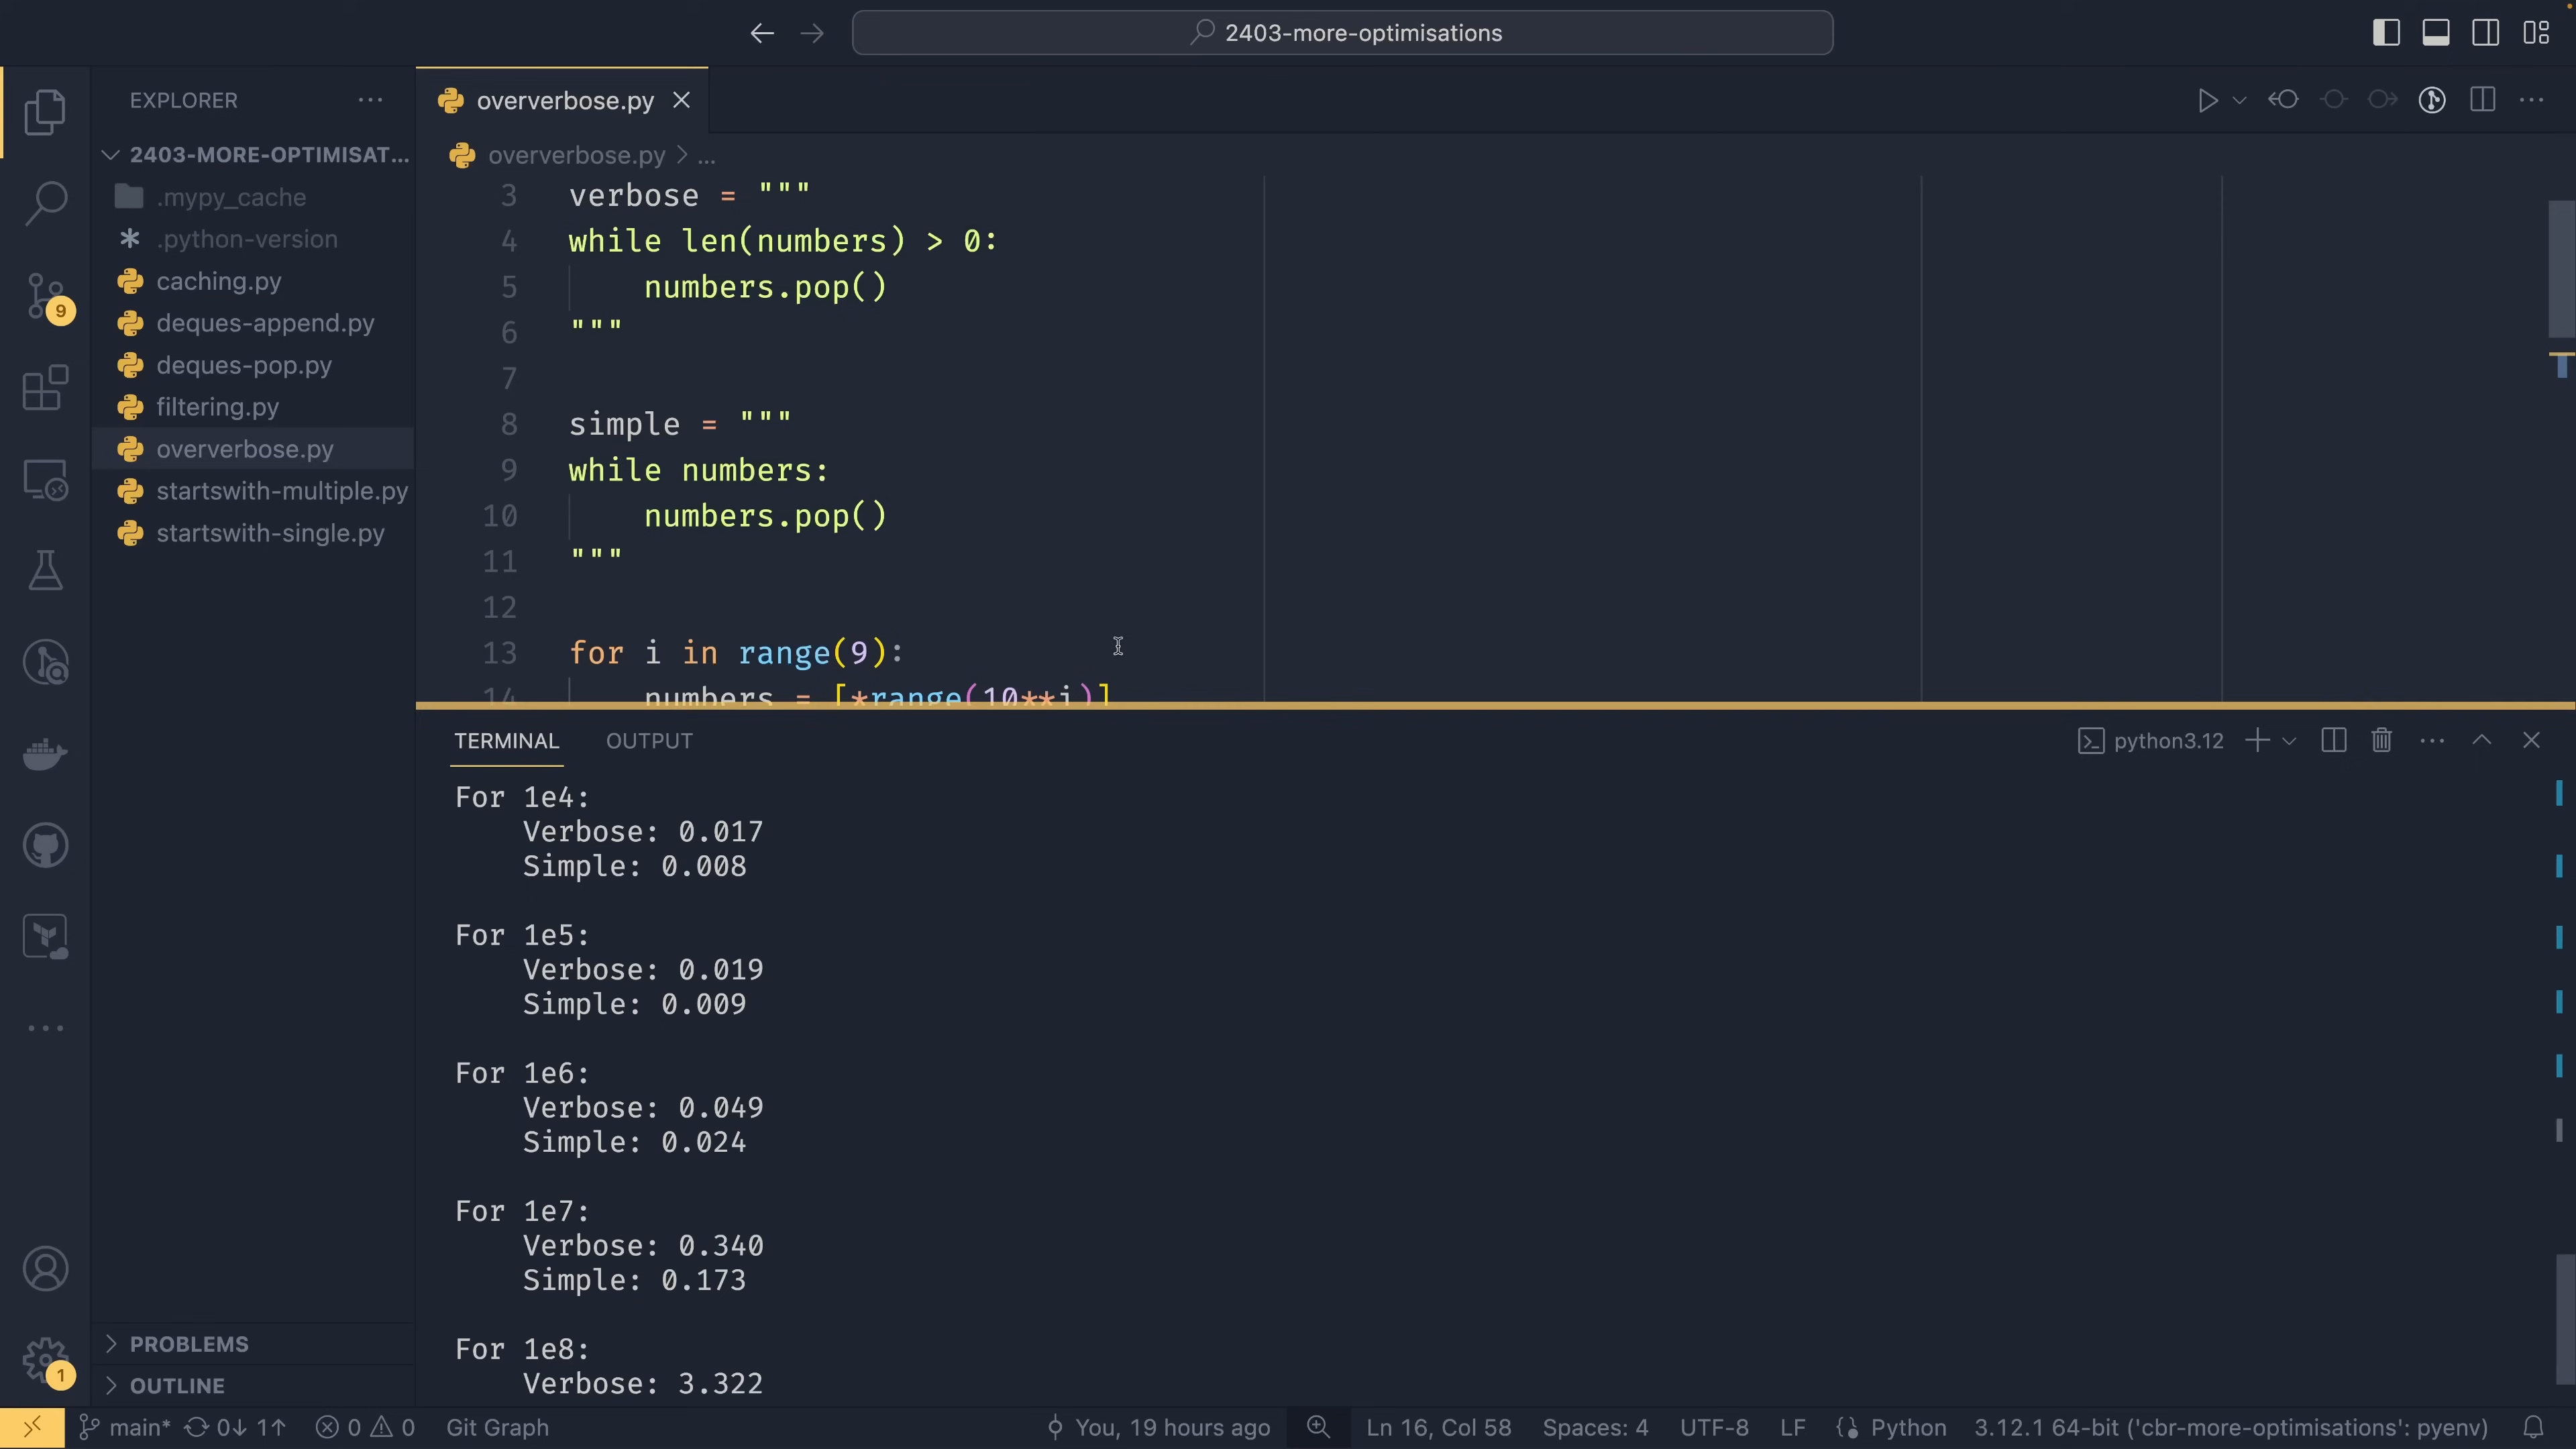 2403-more-optimisations
EXPLORER
 oververbose.py
2403-MORE-OPTIMISAT...
.mypy_cache
.python-version
caching.py
deques-append.py
deques-pop.py
filtering.py
oververbose.py
startswith-multiple.py
startswith-single.py
9
PROBLEMS
OUTLINE
1
oververbose.py > ...
3 verbose = """
4 while len(numbers) > 0:
5     numbers.pop()
6 """
7
8 simple = """
9 while numbers:
10     numbers.pop()
11 """
12
13 for i in range(9):
14     numbers = [*range(10**i)]
TERMINAL OUTPUT
python3.12
For 1e4:
    Verbose: 0.017
    Simple: 0.008
For 1e5:
    Verbose: 0.019
    Simple: 0.009
For 1e6:
    Verbose: 0.049
    Simple: 0.024
For 1e7:
    Verbose: 0.340
    Simple: 0.173
For 1e8:
    Verbose: 3.322
main* 0↓ 1↑ 0 0 Git Graph You, 19 hours ago Ln 16, Col 58 Spaces: 4 UTF-8 LF Python 3.12.1 64-bit ('cbr-more-optimisations': pyenv)